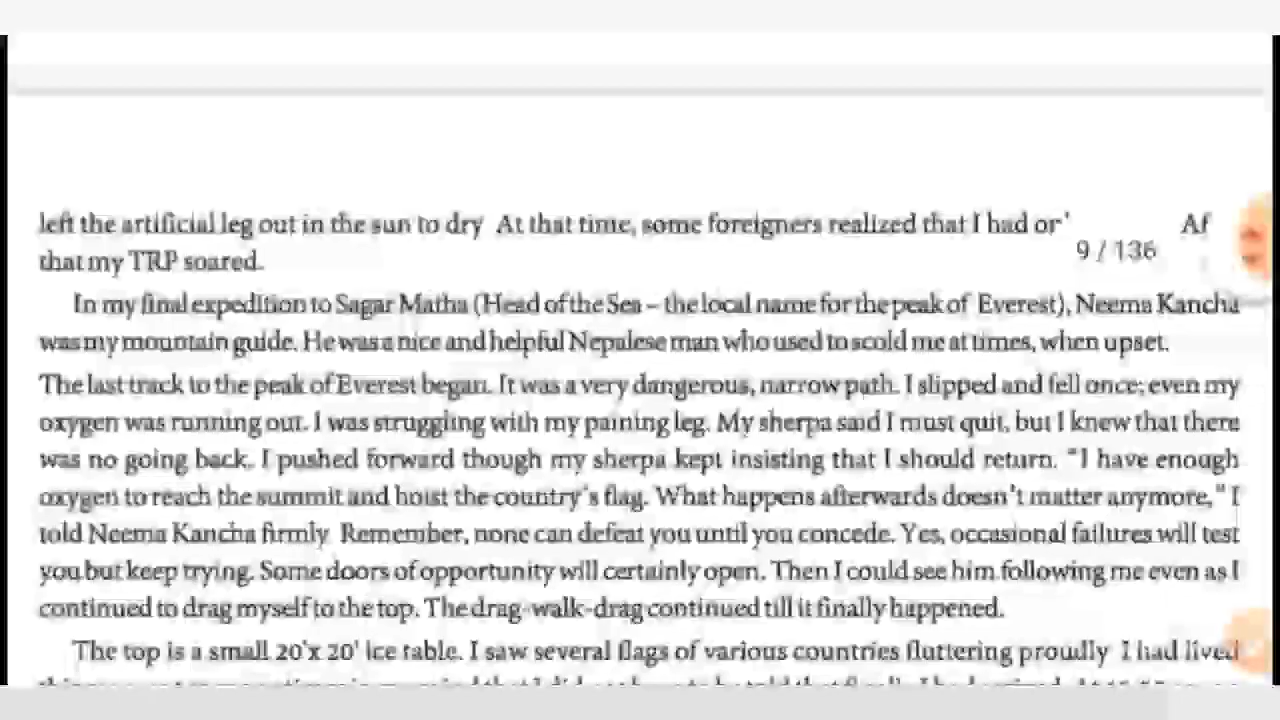 left the artificial leg out in the sun to dry At that time, some foreigners realized that I had or' Af
9 / 136
that my TRP soared.
In my final expedition to Sagar Matha (Head of the Sea – the local name for the peak of Everest), Neema Kancha
was my mountain guide. He was a nice and helpful Nepalese man who used to scold me at times, when upset.
The last track to the peak of Everest began. It was a very dangerous, narrow path. I slipped and fell once; even my
oxygen was running out. I was struggling with my paining leg. My sherpa said I must quit, but I knew that there
was no going back. I pushed forward though my sherpa kept insisting that I should return. "I have enough
oxygen to reach the summit and hoist the country's flag. What happens afterwards doesn't matter anymore," I
told Neema Kancha firmly Remember, none can defeat you until you concede. Yes, occasional failures will test
you but keep trying. Some doors of opportunity will certainly open. Then I could see him following me even as I
continued to drag myself to the top. The drag-walk-drag continued till it finally happened.
The top is a small 20'x 20' ice table. I saw several flags of various countries fluttering proudly I had lived